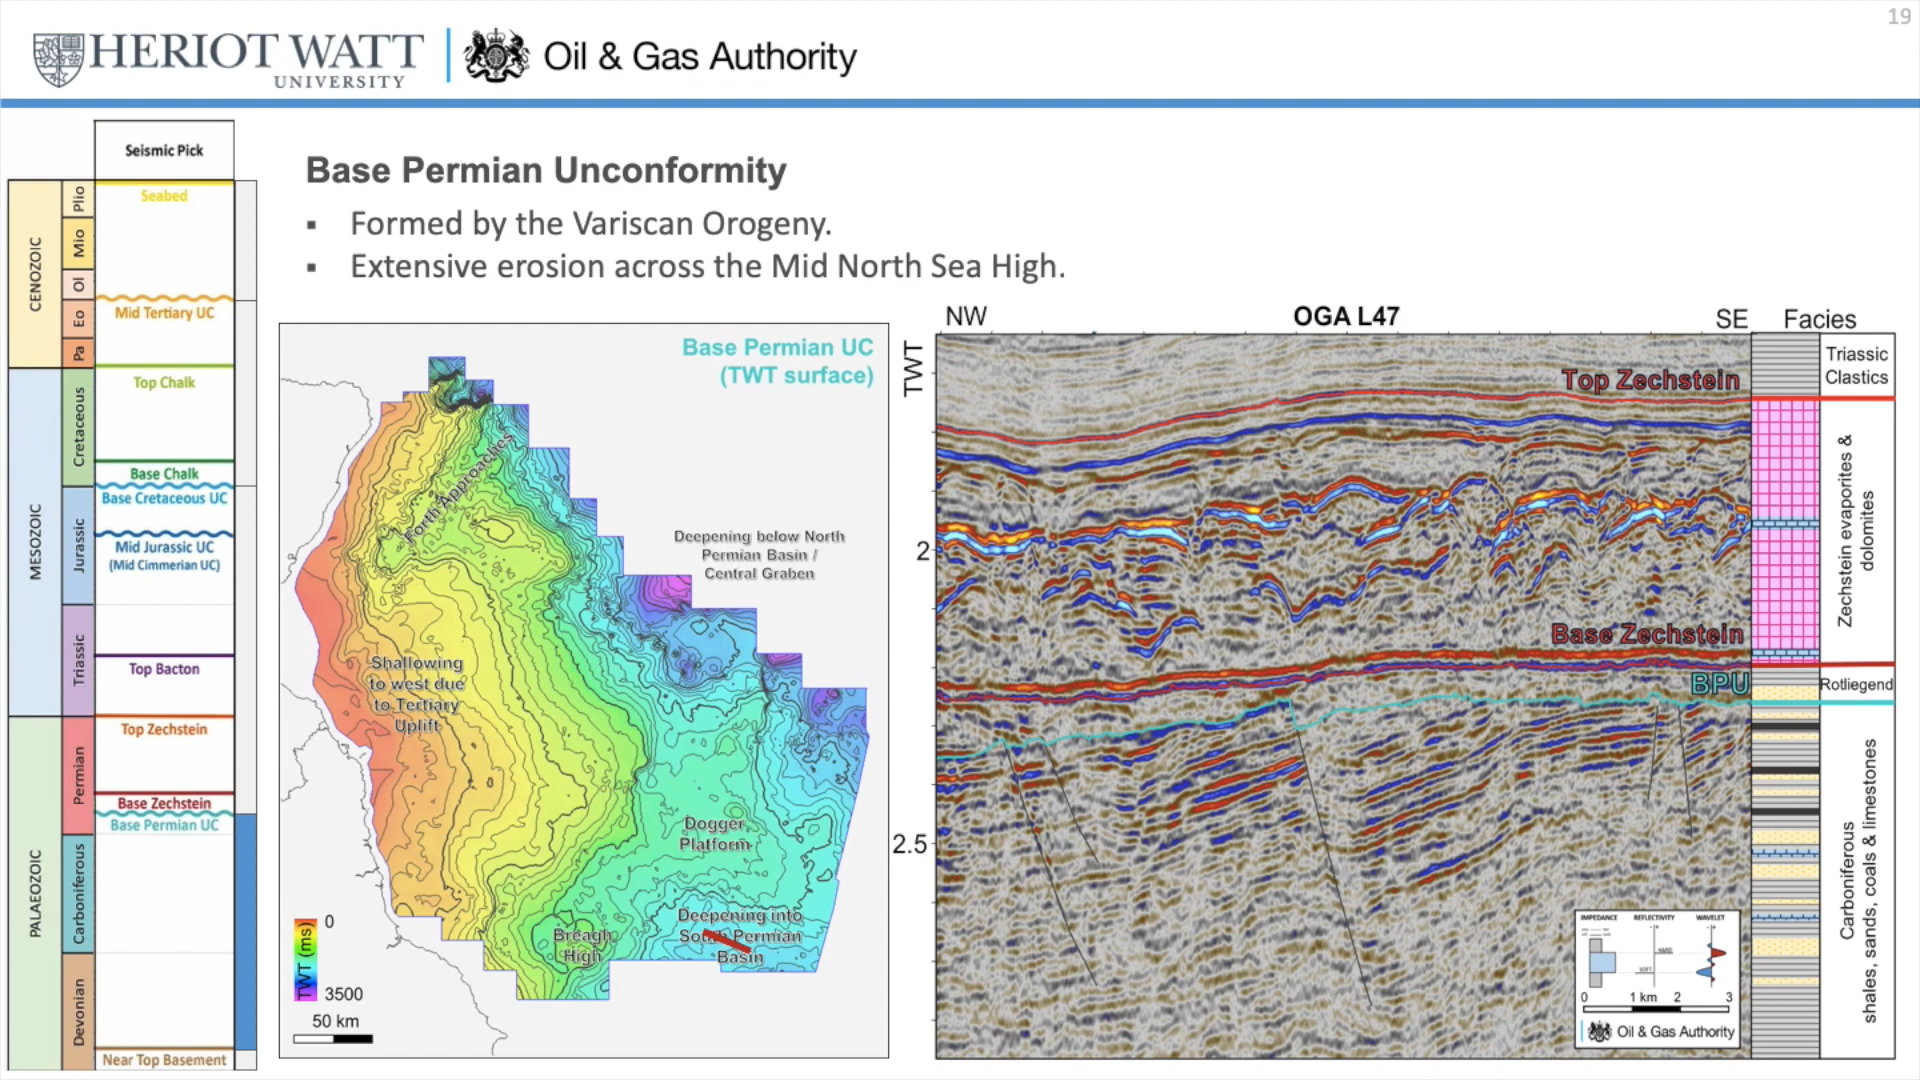 19
HERIOT WATT
UNIVERSITY
Oil & Gas Authority
Seismic Pick
CENOZOIC
Plio
Mio
Ol
Eo
Pa
MESOZOIC
Cretaceous
Jurassic
Triassic
PALAEOZOIC
Permian
Carboniferous
Devonian
Seabed
Mid Tertiary UC
Top Chalk
Base Chalk
Base Cretaceous UC
Mid Jurassic UC
(Mid Cimmerian UC)
Top Bacton
Top Zechstein
Base Zechstein
Base Permian UC
Near Top Basement
Base Permian Unconformity
▪ Formed by the Variscan Orogeny.
▪ Extensive erosion across the Mid North Sea High.
Base Permian UC
(TWT surface)
Forth Approaches
Deepening below North
Permian Basin /
Central Graben
Shallowing
to west due
to Tertiary
Uplift
Dogger
Platform
Deepening into
South Permian
Basin
Breagh
High
TWT (ms)
0
3500
50 km
NW
OGA L47
SE
Facies
TWT
2
2.5
Top Zechstein
Base Zechstein
BPU
Triassic
Clastics
Zechstein evaporites &
dolomites
Rotliegend
Carboniferous
shales, sands, coals & limestones
IMPEDANCE REFLECTIVITY WAVELET
HARD
SOFT
0 1 km 2 3
Oil & Gas Authority